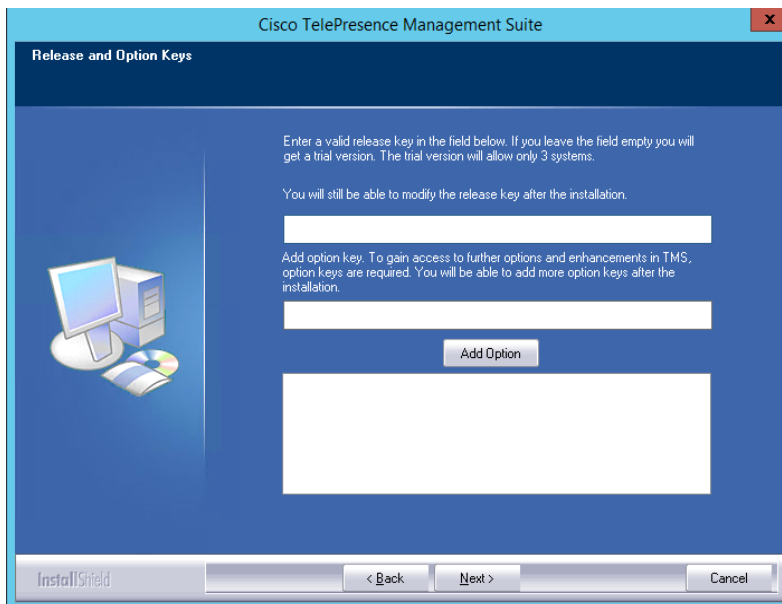 Cisco TelePresence Management Suite
x
Release and Option Keys
Enter a valid release key in the field below. If you leave the field empty you will
get a trial version. The trial version will allow only 3 systems.
You will still be able to modify the release key after the installation.
Add option key. To gain access to further options and enhancements in TMS,
option keys are required. You will be able to add more option keys after the
installation.
Add Option
InstallShield
< Back
Next >
Cancel